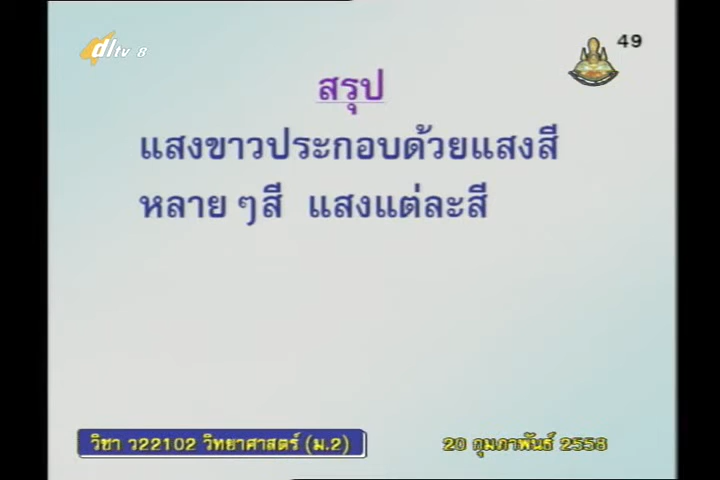 dltv 8
49
สรุป
แสงขาวประกอบด้วยแสงสี
หลาย ๆ สี แสงแต่ละสี
วิชา ว22102 วิทยาศาสตร์ (ม.2)
20 กุมภาพันธ์ 2558